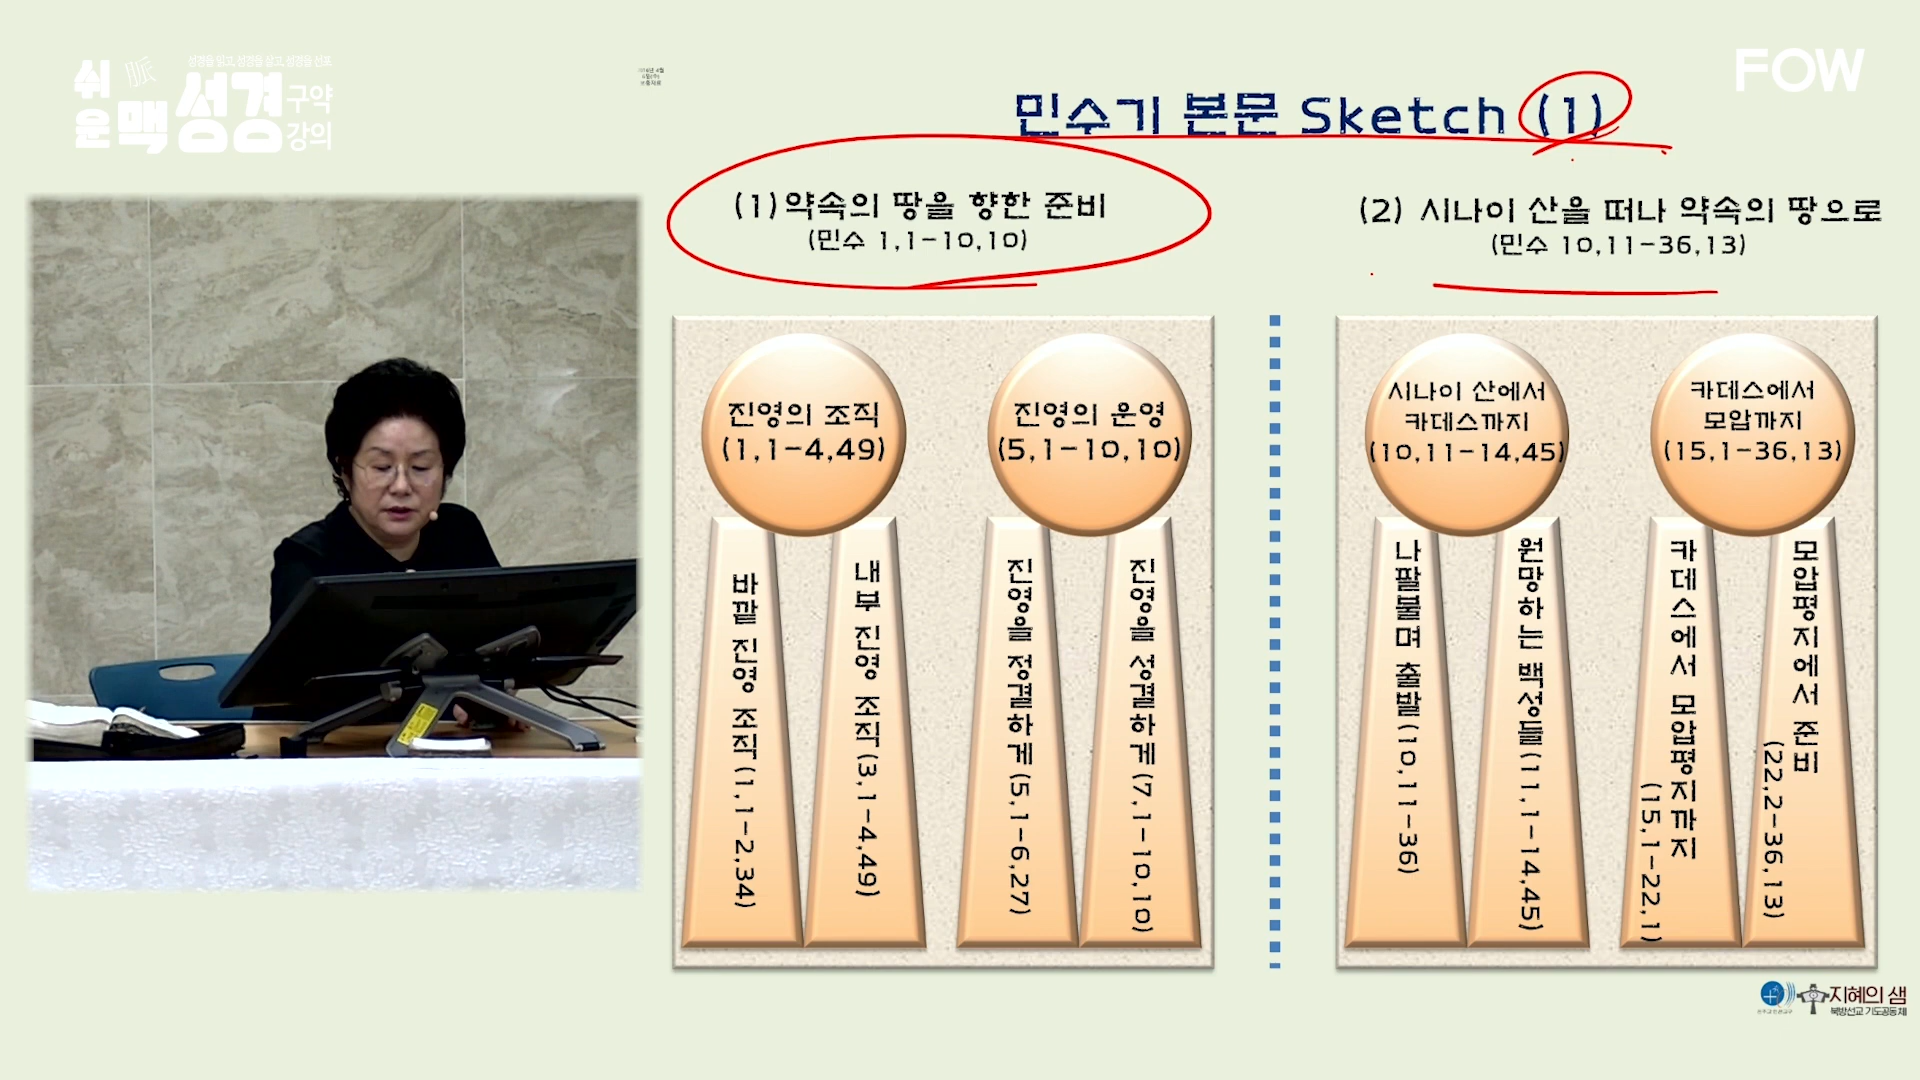 쉬운 맥 脈 성경 구약 강의
FOW
민수기 본문 Sketch (1)
(1)약속의 땅을 향한 준비
(민수 1,1-10,10)
(2) 시나이 산을 떠나 약속의 땅으로
(민수 10,11-36,13)
진영의 조직
(1,1-4,49)
진영의 운영
(5,1-10,10)
시나이 산에서
카데스까지
(10,11-14,45)
카데스에서
모압까지
(15,1-36,13)
바깥 진영 조직(1,1-2,34)
내부 진영 조직(3,1-4,49)
진영을 정결하게(5,1-6,27)
진영을 성결하게(7,1-10,10)
나팔불며 출발(10,11-36)
원망하는 백성들(11,1-14,45)
카데스에서 모압평지까지
(15,1-22,1)
모압평지에서 준비
(22,2-36,13)
지혜의 샘
북방선교 기도공동체